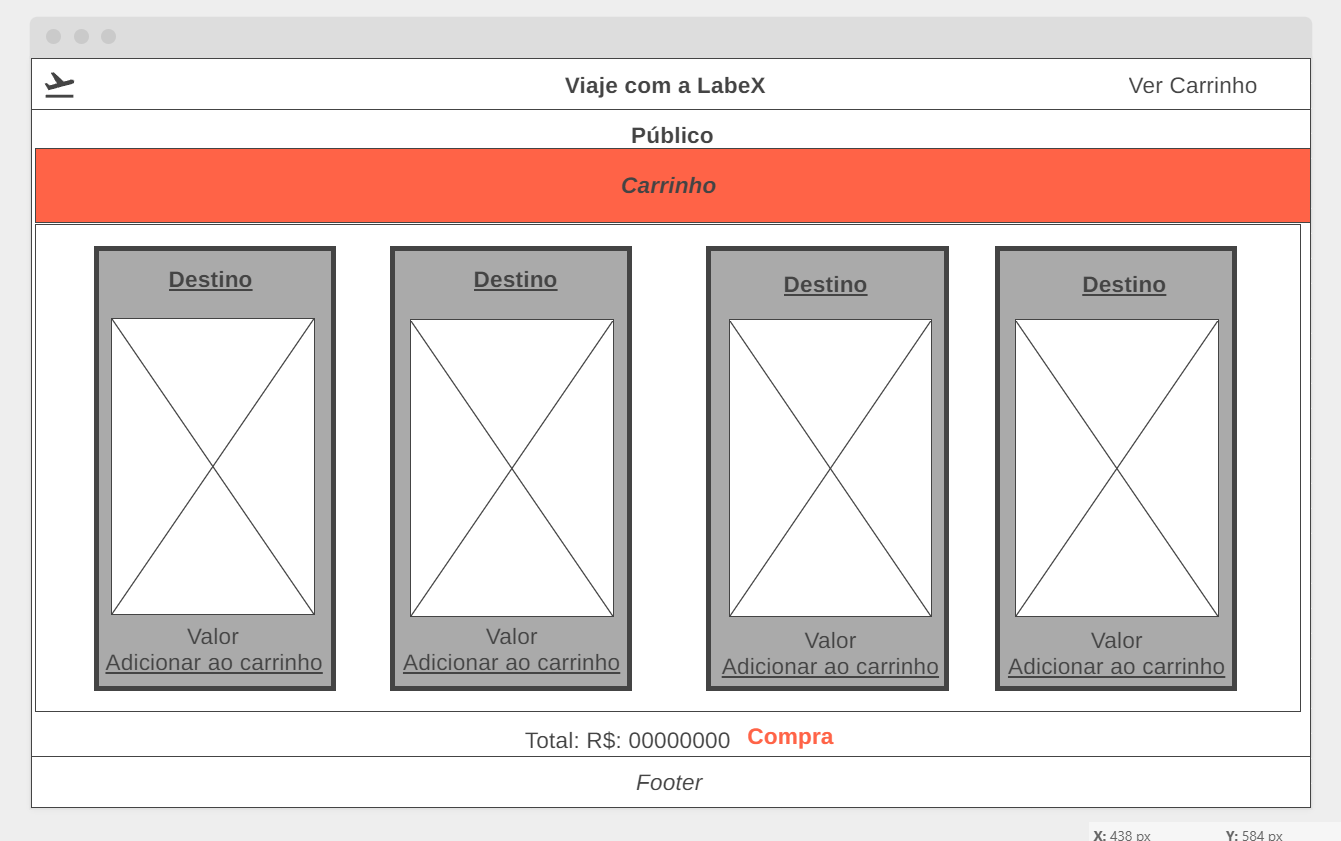 Viaje com a LabeX
Ver Carrinho
Público
Carrinho
Destino
Destino
Destino
Destino
Valor
Adicionar ao carrinho
Valor
Adicionar ao carrinho
Valor
Adicionar ao carrinho
Valor
Adicionar ao carrinho
Total: R$: 00000000 Compra
Footer
X: 438 px Y: 584 px